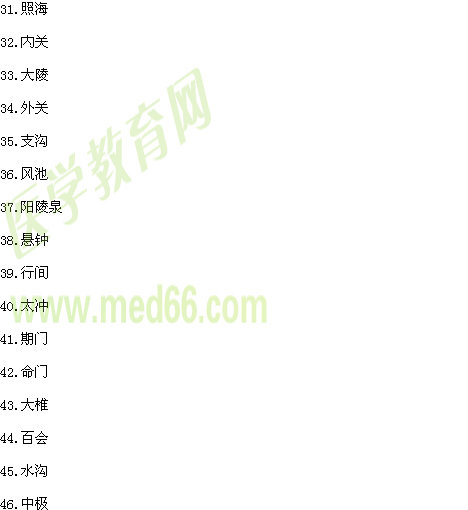 31.照海
32.内关
33.大陵
34.外关
35.支沟
36.风池
37.阳陵泉
38.悬钟
39.行间
40.太冲
41.期门
42.命门
43.大椎
44.百会
45.水沟
46.中极
医学教育网
www.med66.com